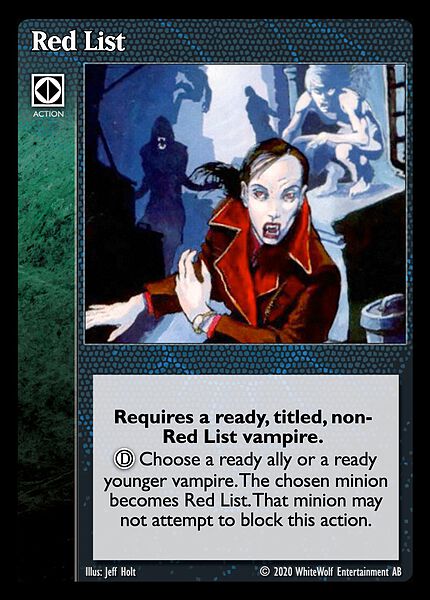 Red List
ACTION
Requires a ready, titled, non-
Red List vampire.
Ⓓ Choose a ready ally or a ready
younger vampire. The chosen minion
becomes Red List. That minion may
not attempt to block this action.
Illus: Jeff Holt
© 2020 WhiteWolf Entertainment AB